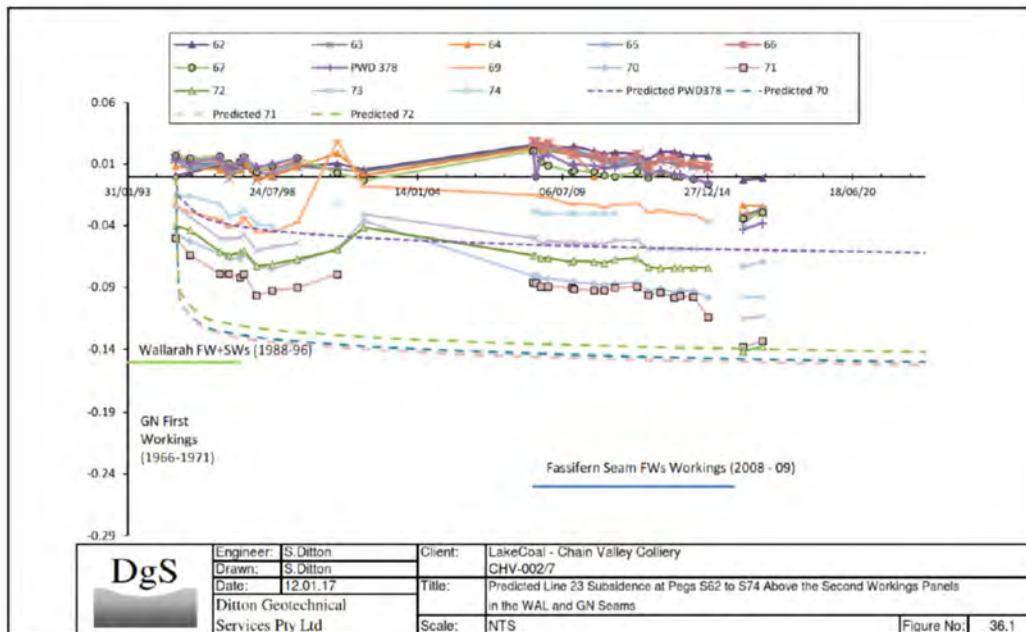 62 63 64 65 66
67 PWD 378 69 70 71
72 73 74 Predicted PWD378 Predicted 70
Predicted 71 Predicted 72
0.06
0.01
31/01/93 24/07/98 14/01/04 06/07/09 27/12/14 18/06/20
-0.04
-0.09
-0.14
Wallarah FW+SWs (1988-96)
-0.19
GN First
Workings
(1966-1971)
-0.24
Fassifern Seam FWs Workings (2008 - 09)
-0.29
DgS
Engineer: S.Ditton
Drawn: S.Ditton
Date: 12.01.17
Ditton Geotechnical
Services Pty Ltd
Client: LakeCoal - Chain Valley Colliery
CHV-002/7
Title: Predicted Line 23 Subsidence at Pegs S62 to S74 Above the Second Workings Panels
in the WAL and GN Seams
Scale: NTS
Figure No: 36.1